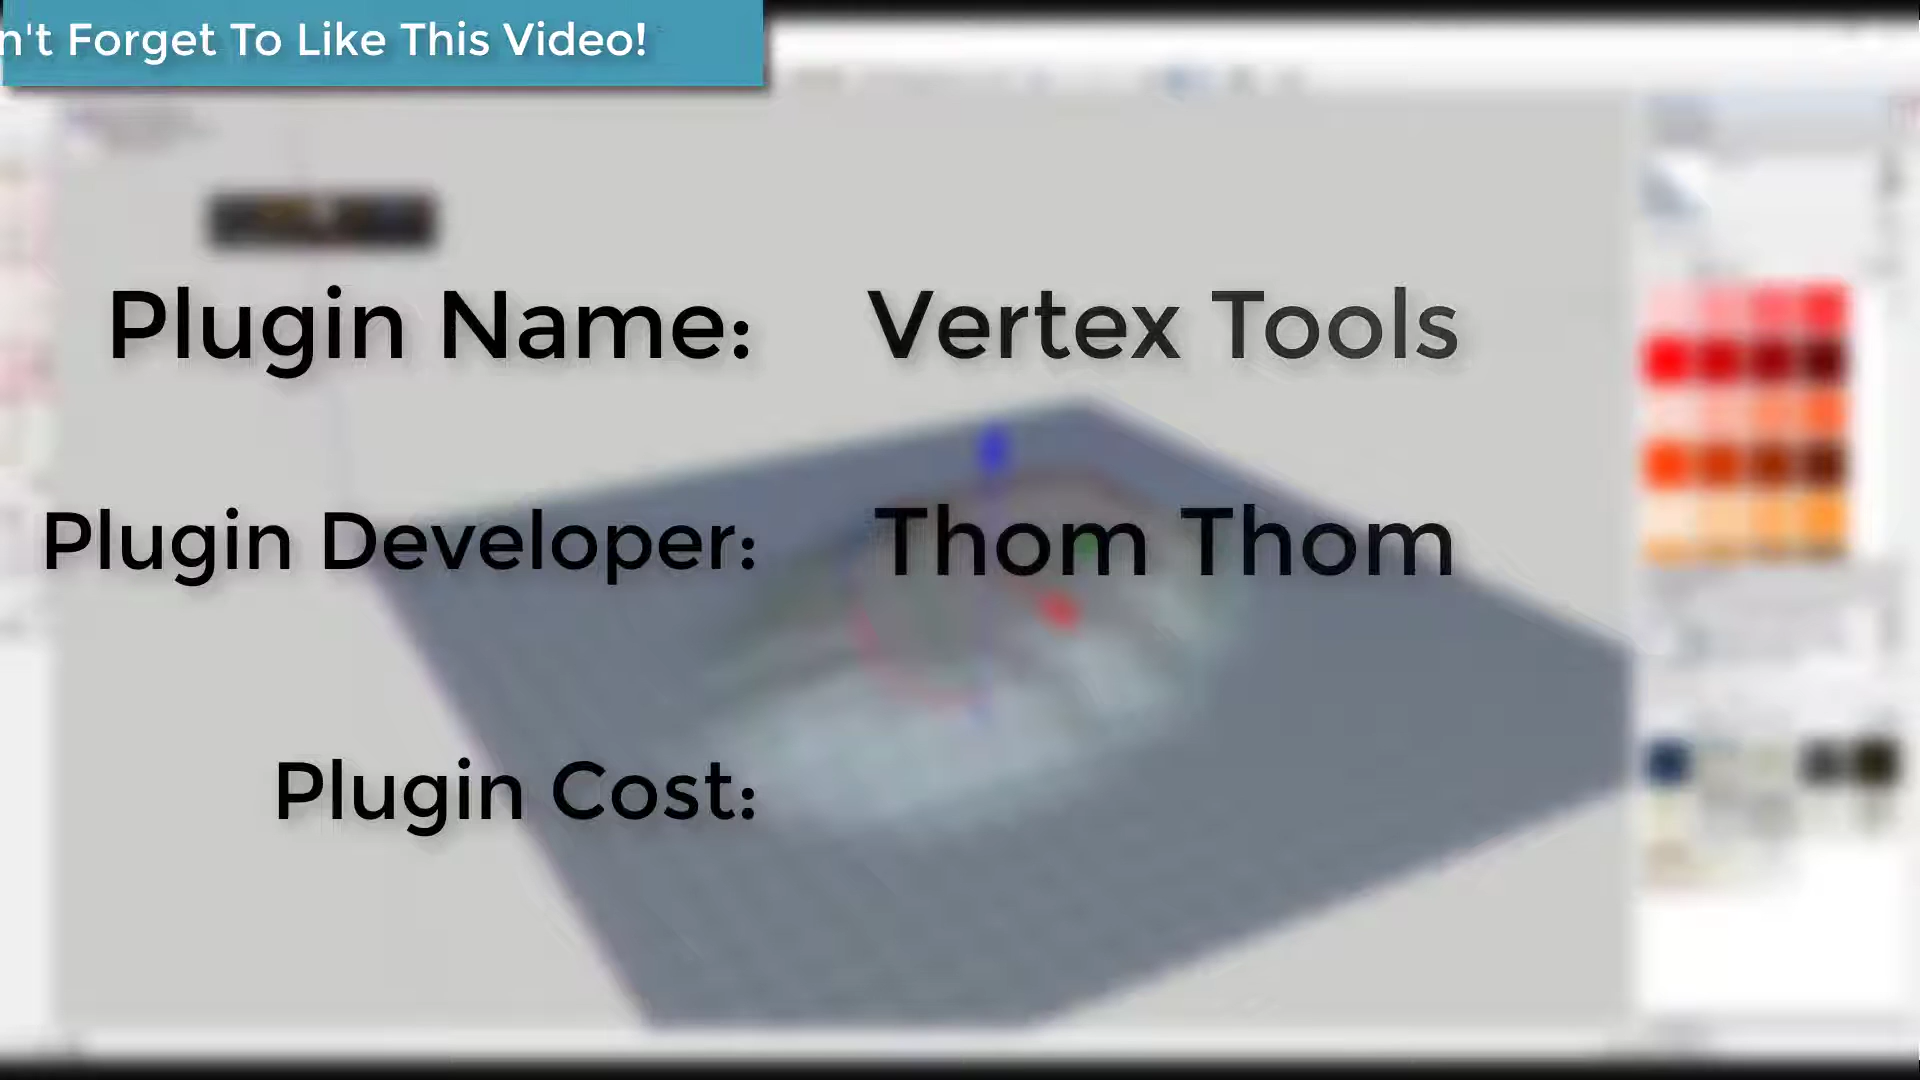 n't Forget To Like This Video!
Plugin Name: Vertex Tools
Plugin Developer: Thom Thom
Plugin Cost: